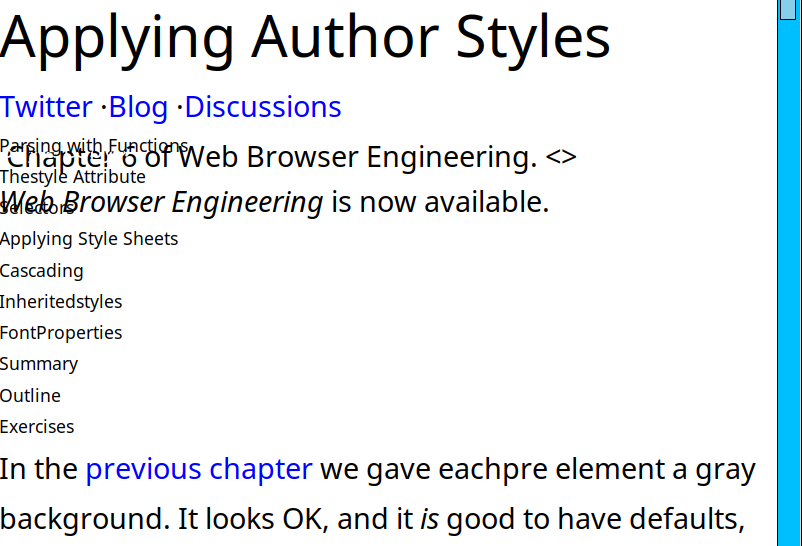 Applying Author Styles
Twitter ·Blog ·Discussions
Parsing with Functions
Chapter 6 of Web Browser Engineering. <>
Thestyle Attribute
Web Browser Engineering is now available.
Selectors
Applying Style Sheets
Cascading
Inheritedstyles
FontProperties
Summary
Outline
Exercises
In the previous chapter we gave eachpre element a gray
background. It looks OK, and it is good to have defaults,